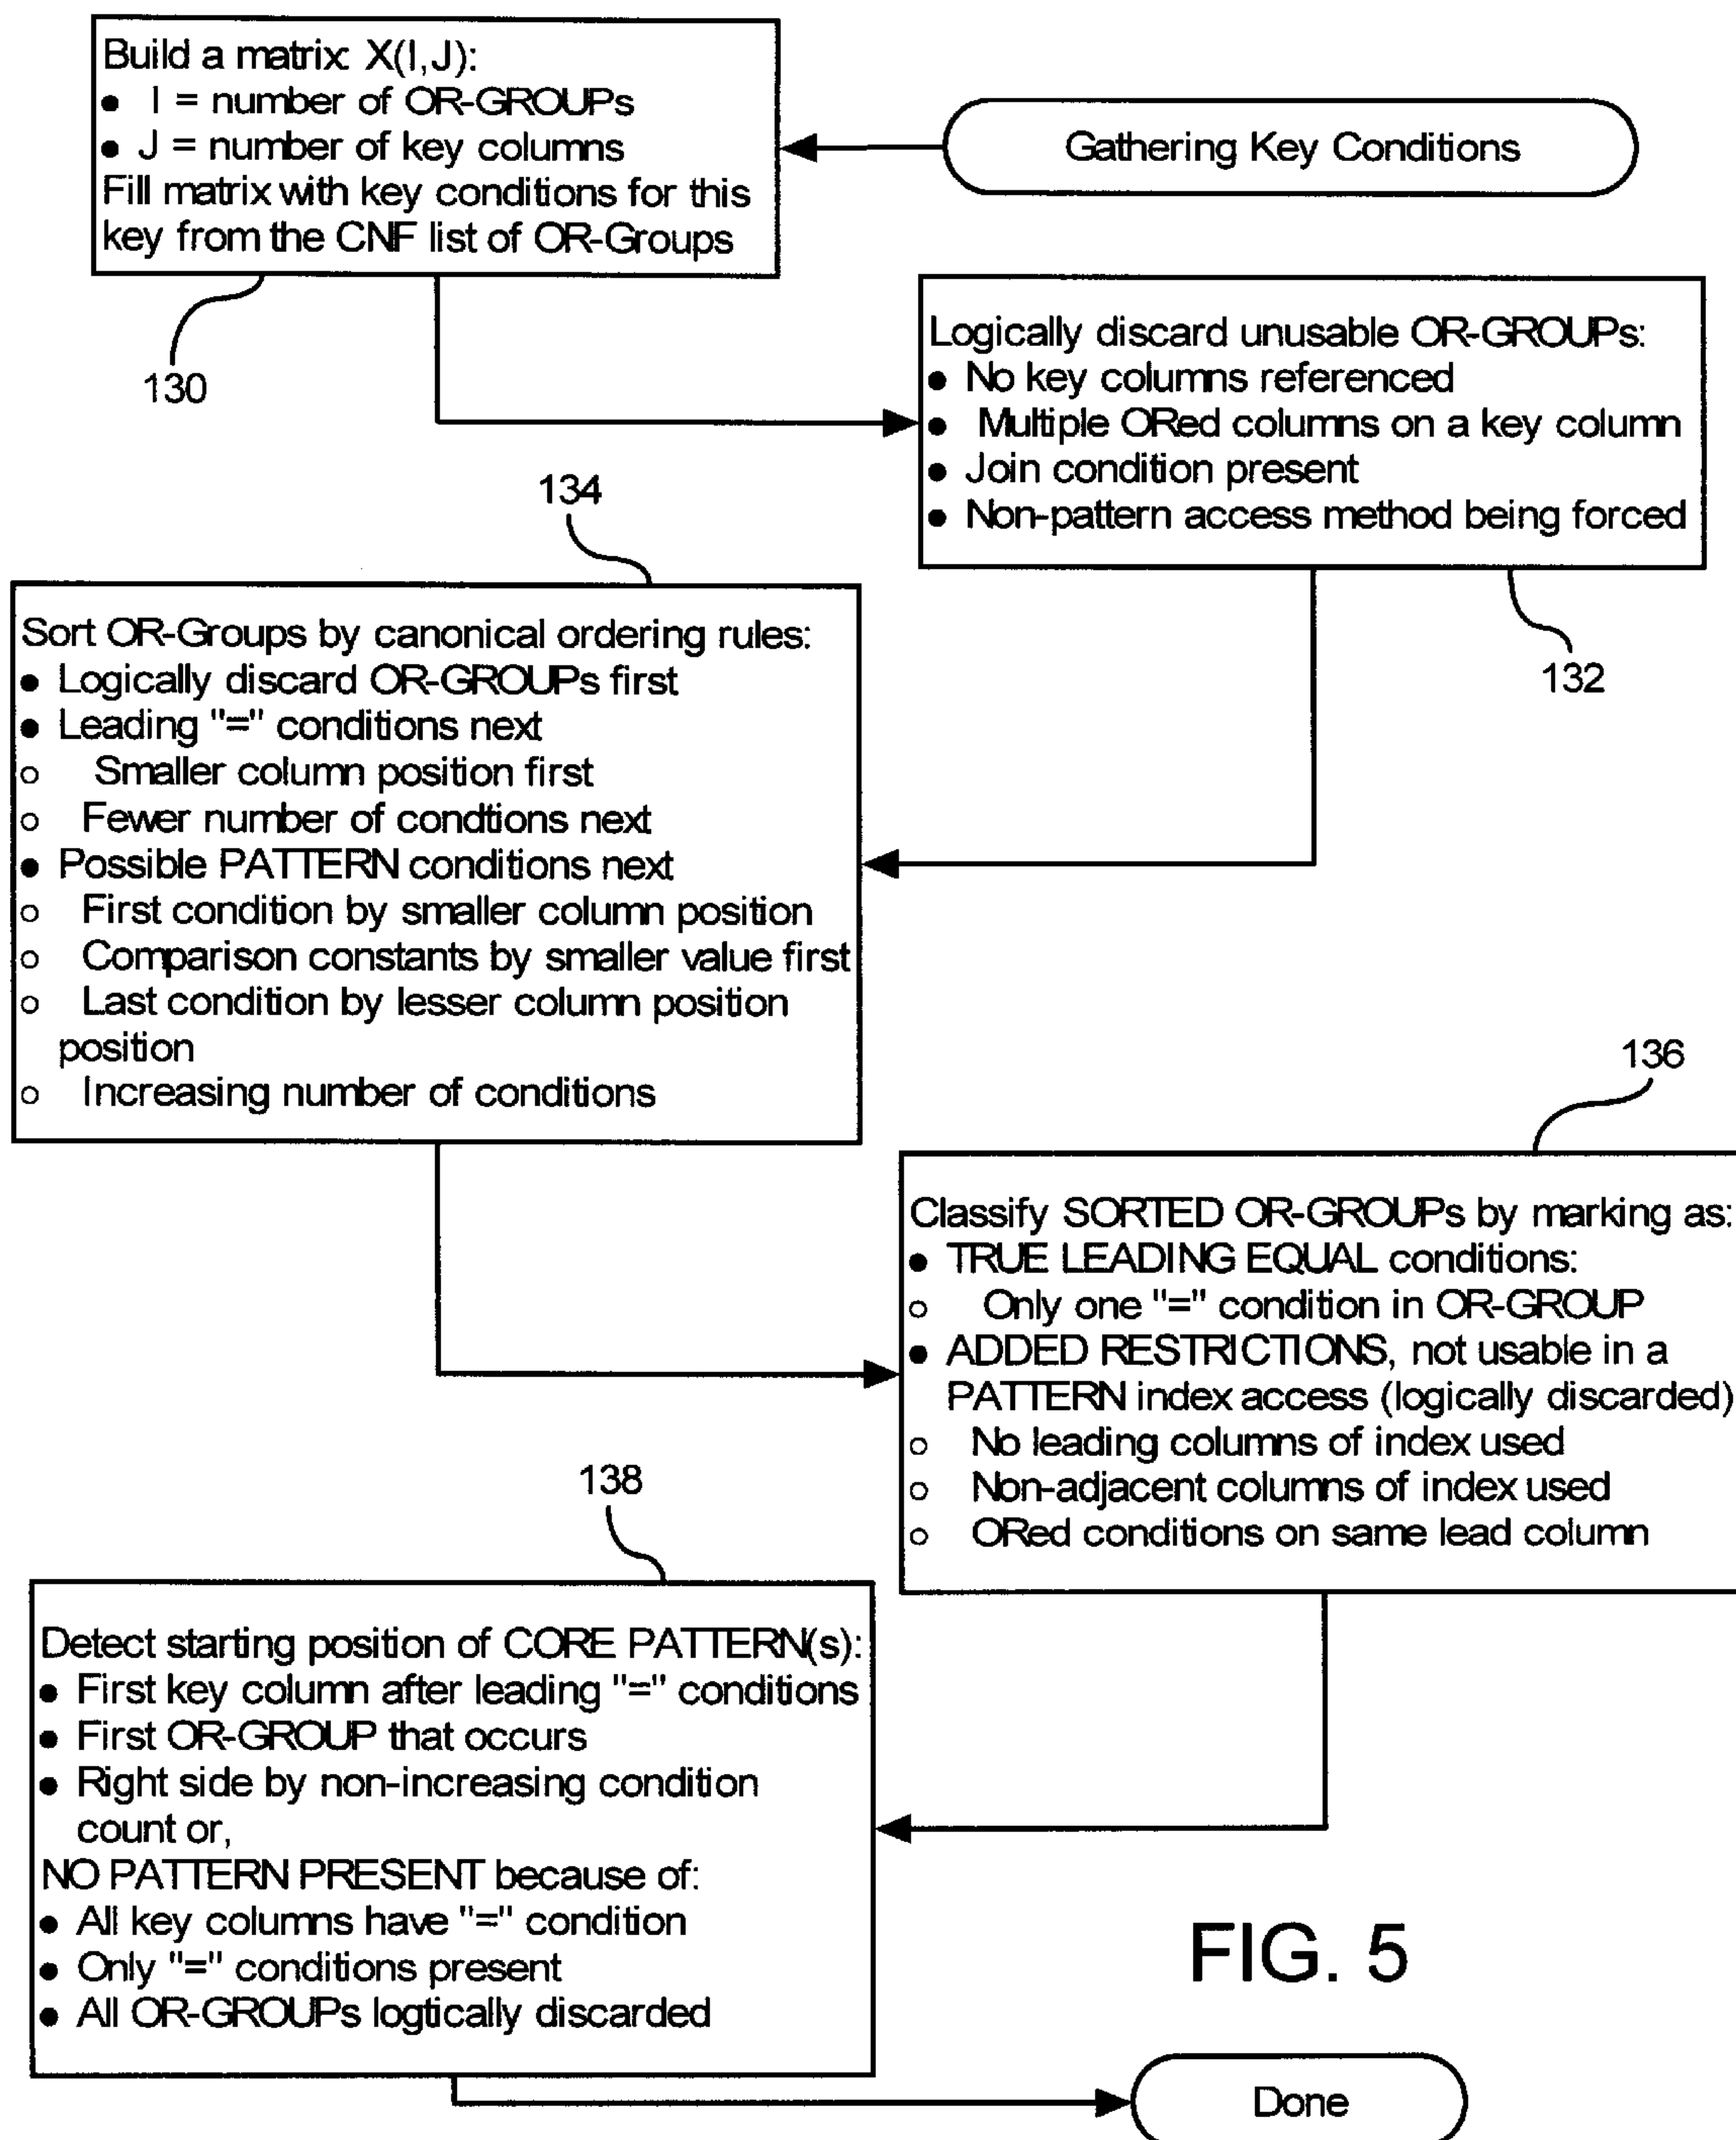 Build a matrix X(I,J):
● I = number of OR-GROUPs
● J = number of key columns
Fill matrix with key conditions for this
key from the CNF list of OR-Groups
Gathering Key Conditions
130
Logically discard unusable OR-GROUPs:
● No key columns referenced
● Multiple ORed columns on a key column
● Join condition present
● Non-pattern access method being forced
132
134
Sort OR-Groups by canonical ordering rules:
● Logically discard OR-GROUPs first
● Leading "=" conditions next
○ Smaller column position first
○ Fewer number of condtions next
● Possible PATTERN conditions next
○ First condition by smaller column position
○ Comparison constants by smaller value first
○ Last condition by lesser column position
position
○ Increasing number of conditions
136
Classify SORTED OR-GROUPs by marking as:
● TRUE LEADING EQUAL conditions:
○ Only one "=" condition in OR-GROUP
● ADDED RESTRICTIONS, not usable in a
PATTERN index access (logically discarded)
○ No leading columns of index used
○ Non-adjacent columns of index used
○ ORed conditions on same lead column
138
Detect starting position of CORE PATTERN(s):
● First key column after leading "=" conditions
● First OR-GROUP that occurs
● Right side by non-increasing condition
count or,
NO PATTERN PRESENT because of:
● All key columns have "=" condition
● Only "=" conditions present
● All OR-GROUPs logtically discarded
FIG. 5
Done